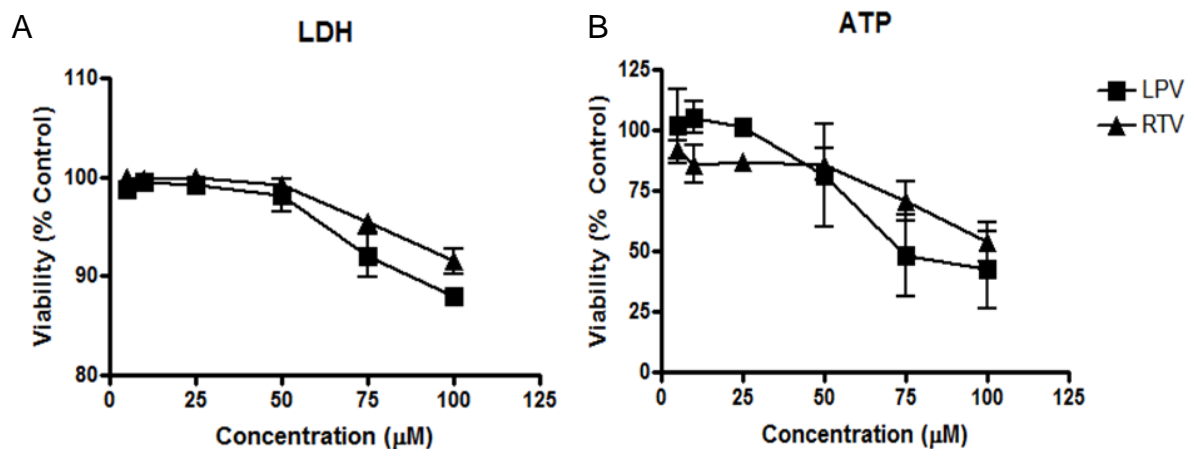 A
LDH
Viability (% Control)
110
100
90
80
0
25
50
75
100
125
Concentration (μM)
B
ATP
Viability (% Control)
125
100
75
50
25
0
0
25
50
75
100
125
Concentration (μM)
LPV
RTV